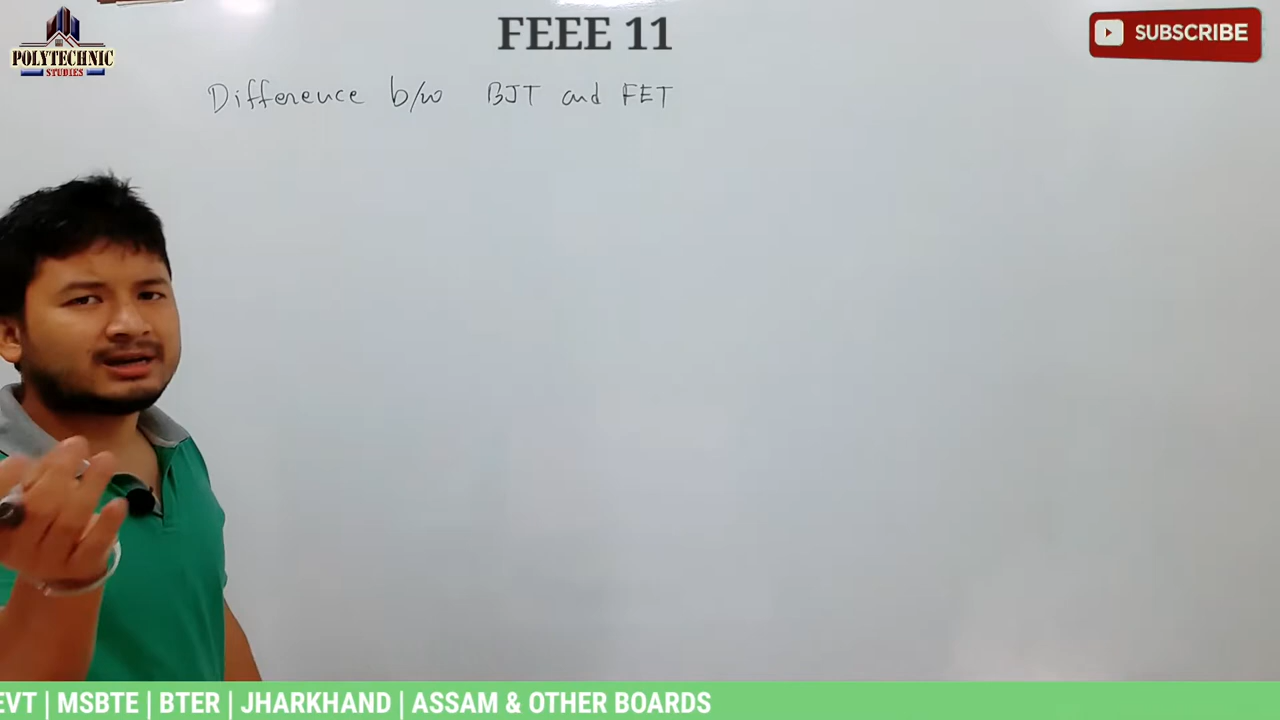 FEEE 11
POLYTECHNIC
STUDIES
SUBSCRIBE
Difference b/w BJT and FET
EVT | MSBTE | BTER | JHARKHAND | ASSAM & OTHER BOARDS